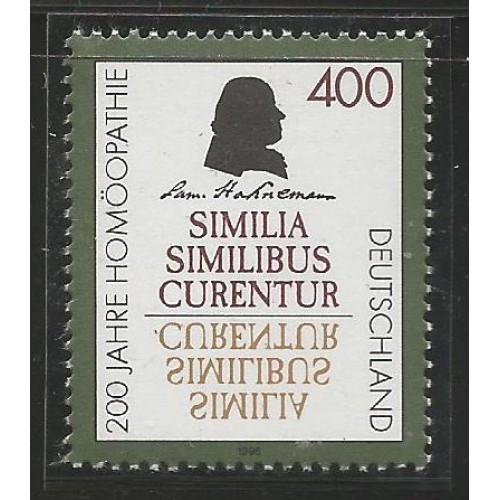 400
200 JAHRE HOMÖOPATHIE
Sam. Hahnemann
SIMILIA
SIMILIBUS
CURENTUR
CURENTUR
SIMILIBUS
SIMILIA
DEUTSCHLAND
1996